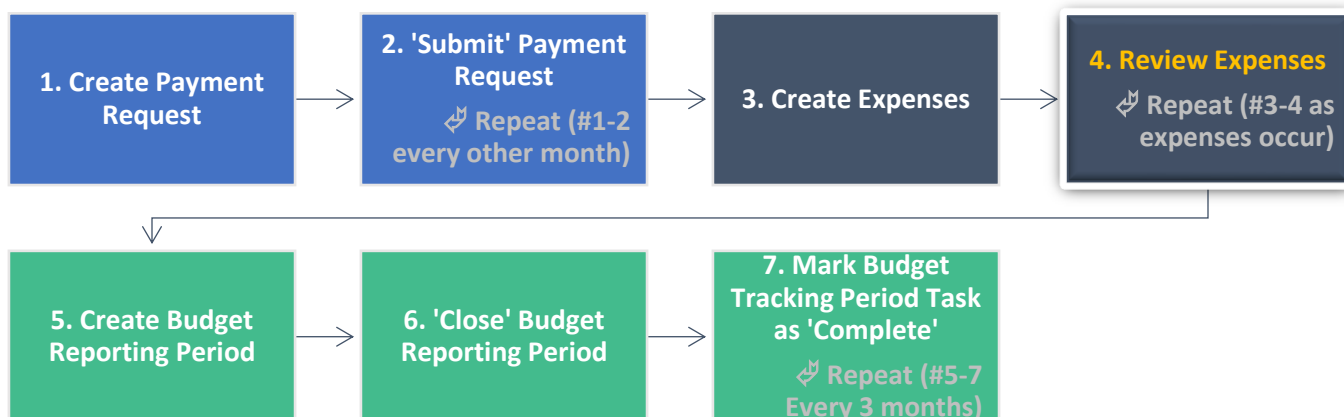 1. Create Payment
Request
2. 'Submit' Payment
Request
Repeat (#1-2
every other month)
3. Create Expenses
4. Review Expenses
Repeat (#3-4 as
expenses occur)
5. Create Budget
Reporting Period
6. 'Close' Budget
Reporting Period
7. Mark Budget
Tracking Period Task
as 'Complete'
Repeat (#5-7
Every 3 months)